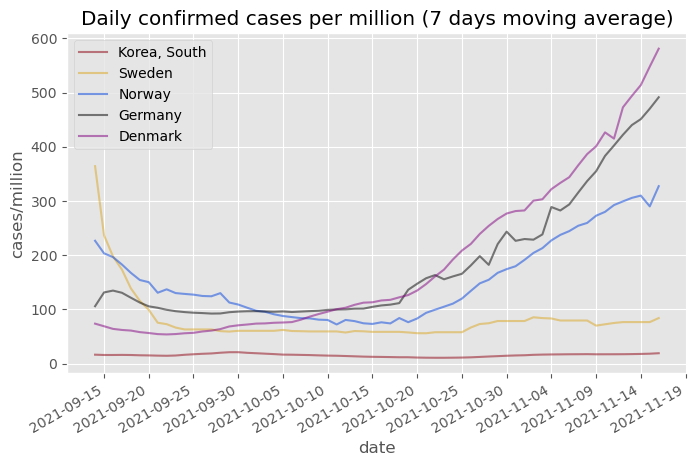 Daily confirmed cases per million (7 days moving average)
600
500
400
300
200
100
0
cases/million
Korea, South
Sweden
Norway
Germany
Denmark
2021-09-15
2021-09-20
2021-09-25
2021-09-30
2021-10-05
2021-10-10
2021-10-15
2021-10-20
2021-10-25
2021-10-30
2021-11-04
2021-11-09
2021-11-14
2021-11-19
date